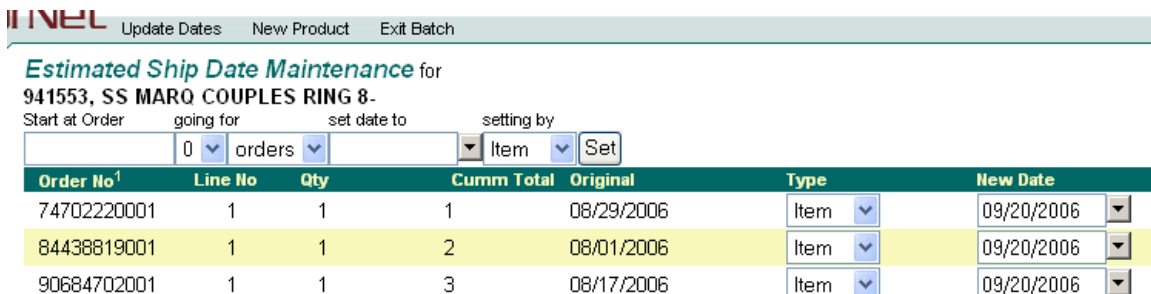 Update Dates New Product Exit Batch
Estimated Ship Date Maintenance for
941553, SS MARQ COUPLES RING 8-
Start at Order going for set date to setting by
0 orders Item Set
Order No1 Line No Qty Cumm Total Original Type New Date
74702220001 1 1 1 08/29/2006 Item 09/20/2006
84438819001 1 1 2 08/01/2006 Item 09/20/2006
90684702001 1 1 3 08/17/2006 Item 09/20/2006